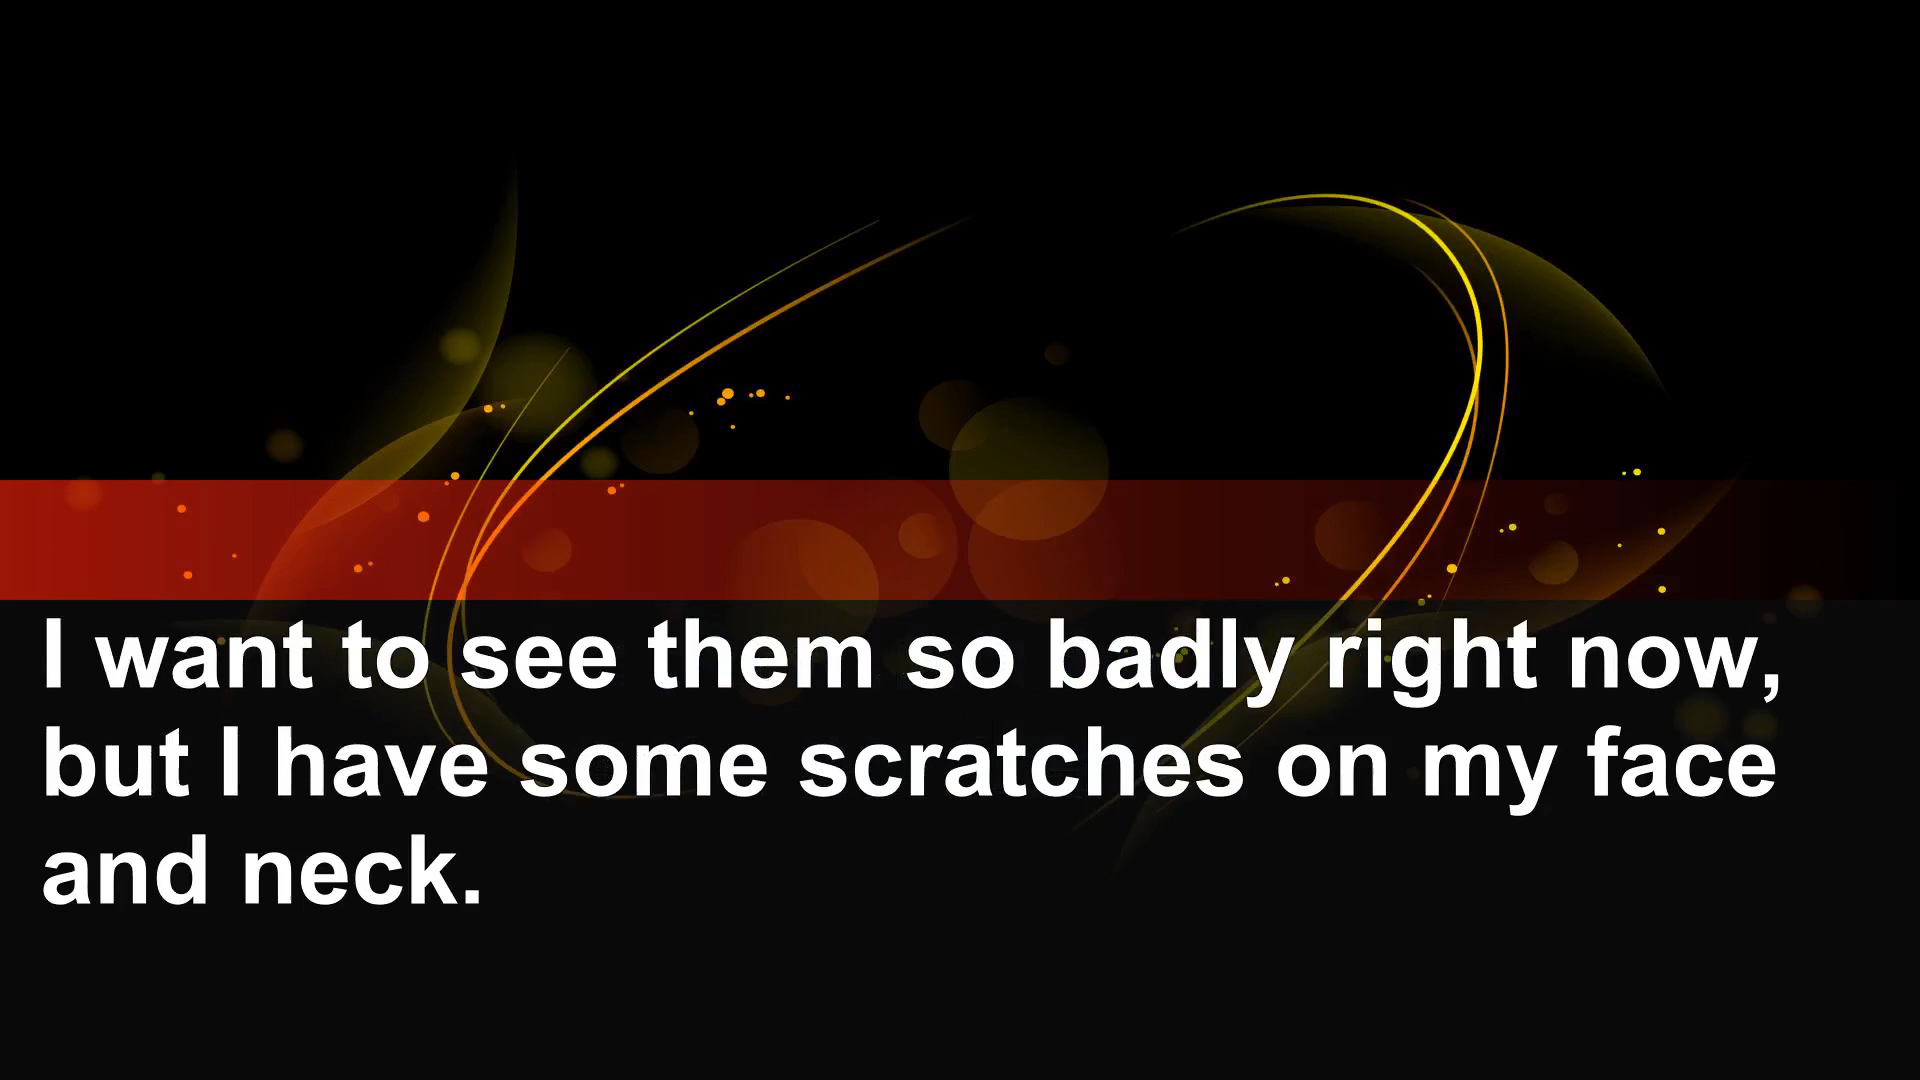 I want to see them so badly right now,
but I have some scratches on my face
and neck.